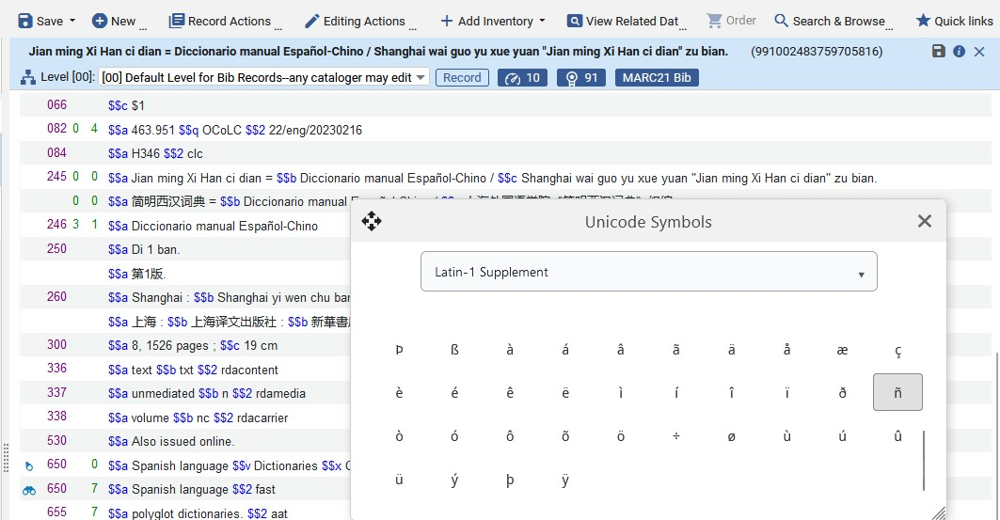 Save New Record Actions Editing Actions Add Inventory View Related Dat Order Search & Browse Quick links
Jian ming Xi Han ci dian = Diccionario manual Español-Chino / Shanghai wai guo yu xue yuan "Jian ming Xi Han ci dian" zu bian. (991002483759705816)
Level [00]: [00] Default Level for Bib Records--any cataloger may edit Record 10 91 MARC21 Bib
066 $$c $1
082 0 4 $$a 463.951 $$q OCoLC $$2 22/eng/20230216
084 $$a H346 $$2 clc
245 0 0 $$a Jian ming Xi Han ci dian = $$b Diccionario manual Español-Chino / $$c Shanghai wai guo yu xue yuan "Jian ming Xi Han ci dian" zu bian.
0 0 $$a 简明西汉词典 = $$b Diccionario manual
246 3 1 $$a Diccionario manual Español-Chino
250 $$a Di 1 ban.
$$a 第1版.
260 $$a Shanghai : $$b Shanghai yi wen chu ban
$$a 上海 : $$b 上海译文出版社 : $$b 新華書
300 $$a 8, 1526 pages ; $$c 19 cm
336 $$a text $$b txt $$2 rdacontent
337 $$a unmediated $$b n $$2 rdamedia
338 $$a volume $$b nc $$2 rdacarrier
530 $$a Also issued online.
650 0 $$a Spanish language $$v Dictionaries $$x
650 7 $$a Spanish language $$2 fast
655 7 $$a polyglot dictionaries. $$2 aat
Unicode Symbols
Latin-1 Supplement
Þ ß à á â ã ä å æ ç
è é ê ë ì í î ï ð ñ
ò ó ô õ ö ÷ ø ù ú û
ü ý þ ÿ